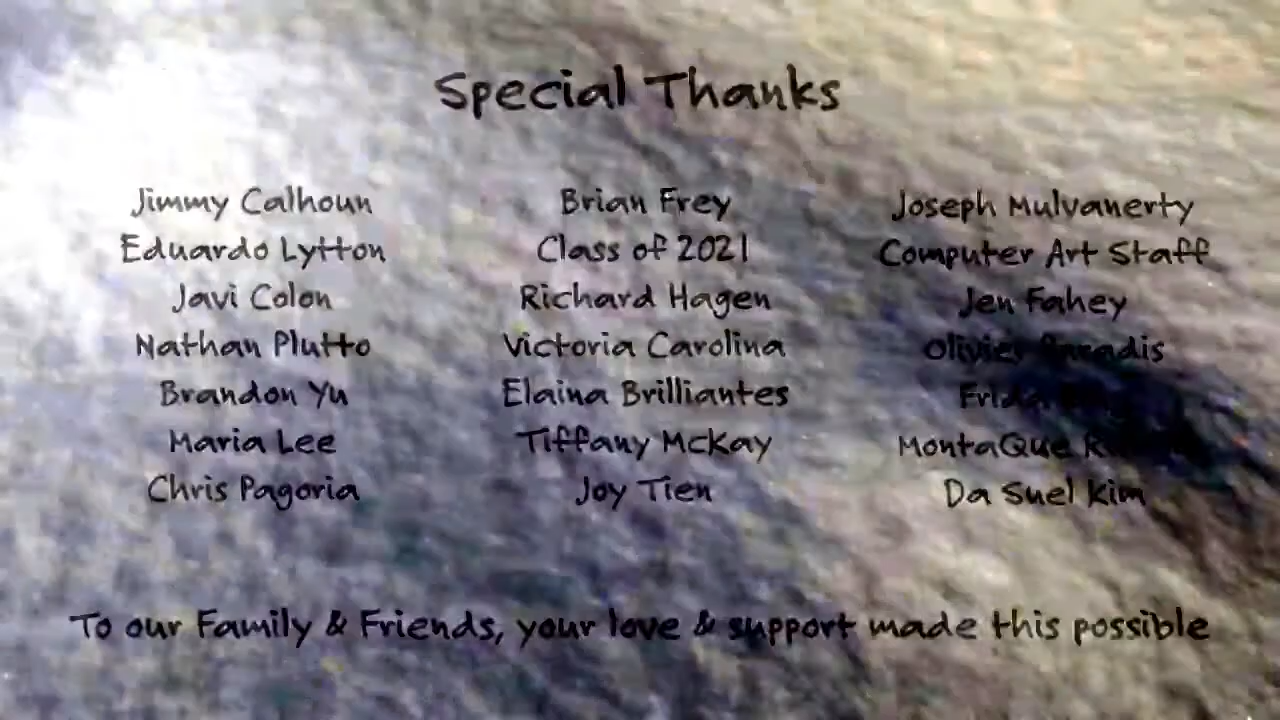 Special Thanks
Jimmy Calhoun
Eduardo Lytton
Javi Colon
Nathan Plutto
Brandon Yu
Maria Lee
Chris Pagoria
Brian Frey
Class of 2021
Richard Hagen
Victoria Carolina
Elaina Brilliantes
Tiffany McKay
Joy Tien
Joseph Mulvanerty
Computer Art Staff
Jen Fahey
Olivier Paradis
Frida
MontaQue
Da Suel Kim
To our Family & Friends, your love & support made this possible